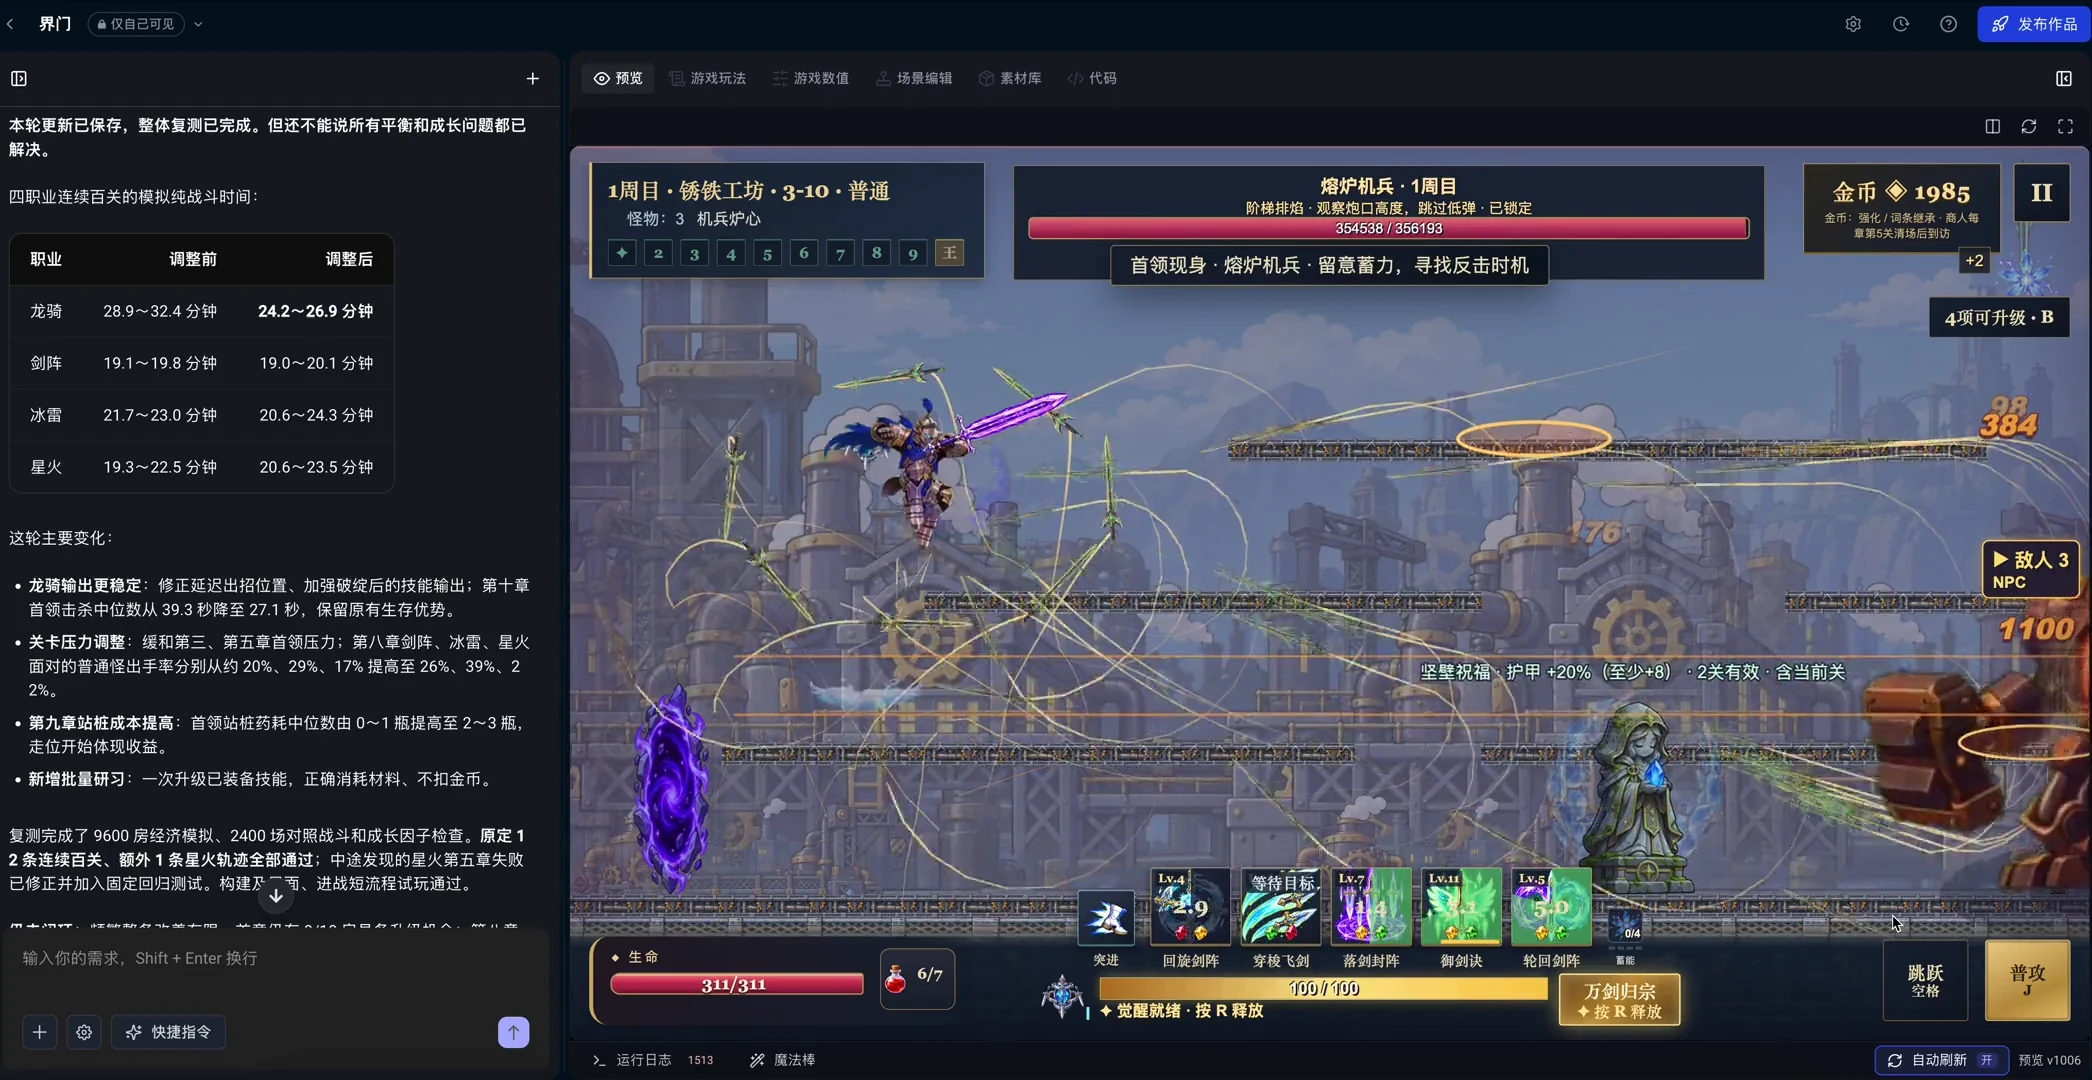 界门
仅自己可见
发布作品
本轮更新已保存，整体复测已完成。但还不能说所有平衡和成长问题都已
解决。
四职业连续百关的模拟纯战斗时间：
职业 调整前 调整后
龙骑 28.9～32.4 分钟 24.2～26.9 分钟
剑阵 19.1～19.8 分钟 19.0～20.1 分钟
冰雷 21.7～23.0 分钟 20.6～24.3 分钟
星火 19.3～22.5 分钟 20.6～23.5 分钟
这轮主要变化：
• 龙骑输出更稳定：修正延迟出招位置、加强破绽后的技能输出；第十章
首领击杀中位数从 39.3 秒降至 27.1 秒，保留原有生存优势。
• 关卡压力调整：缓和第三、第五章首领压力；第八章剑阵、冰雷、星火
面对的普通怪出手率分别从约 20%、29%、17% 提高至 26%、39%、2
2%。
• 第九章站桩成本提高：首领站桩药耗中位数由 0～1 瓶提高至 2～3 瓶，
走位开始体现收益。
• 新增批量研习：一次升级已装备技能，正确消耗材料、不扣金币。
复测完成了 9600 房经济模拟、2400 场对照战斗和成长因子检查。原定 1
2 条连续百关、额外 1 条星火轨迹全部通过；中途发现的星火第五章失败
已修正并加入固定回归测试。构建及 面、进战短流程试玩通过。
输入你的需求，Shift + Enter 换行
快捷指令
预览 游戏玩法 游戏数值 场景编辑 素材库 代码
1周目 · 锈铁工坊 · 3-10 · 普通
怪物：3 机兵炉心
✦ 2 3 4 5 6 7 8 9 王
熔炉机兵 · 1周目
阶梯排焰 · 观察炮口高度，跳过低弹 · 已锁定
354538 / 356193
首领现身 · 熔炉机兵 · 留意蓄力，寻找反击时机
金币 ◈ 1985
金币：强化 / 词条继承 · 商人每
章第5关清场后到访
II
+2
4项可升级 · B
98
384
176
▶ 敌人 3
NPC
1100
坚壁祝福 · 护甲 +20%（至少+8） · 2关有效 · 含当前关
Lv.4 等待目标 Lv.7 Lv.11 Lv.5
2.9 1.4 3.1 5.0
0/4
突进 回旋剑阵 穿梭飞剑 落剑封阵 御剑诀 轮回剑阵 蓄能
◆ 生命
311/311
6/7
100 / 100
✦ 觉醒就绪 · 按 R 释放
万剑归宗
✦ 按 R 释放
跳跃
空格
普攻
J
运行日志 1513 魔法棒
自动刷新 开 预览 v1006